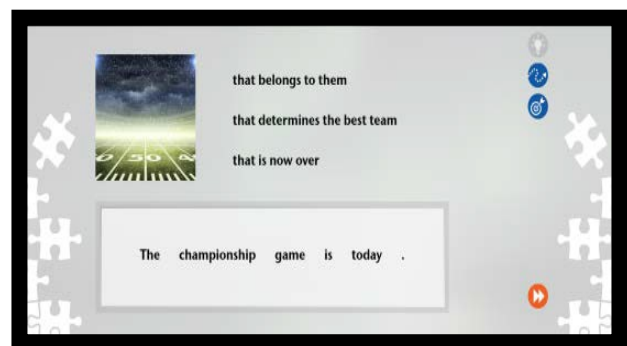 that belongs to them
that determines the best team
that is now over
The championship game is today .